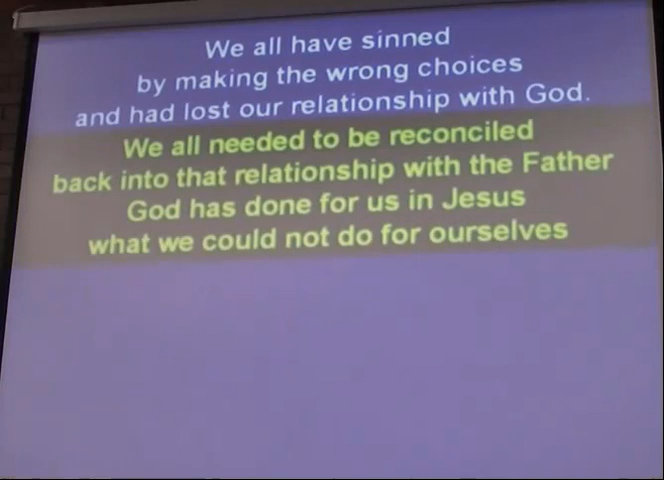 We all have sinned
by making the wrong choices
and had lost our relationship with God.
We all needed to be reconciled
back into that relationship with the Father
God has done for us in Jesus
what we could not do for ourselves